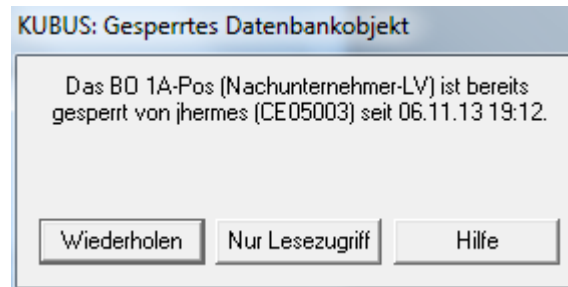 KUBUS: Gesperrtes Datenbankobjekt
Das BO 1A-Pos (Nachunternehmer-LV) ist bereits
gesperrt von jhermes (CE05003) seit 06.11.13 19:12.
Wiederholen
Nur Lesezugriff
Hilfe